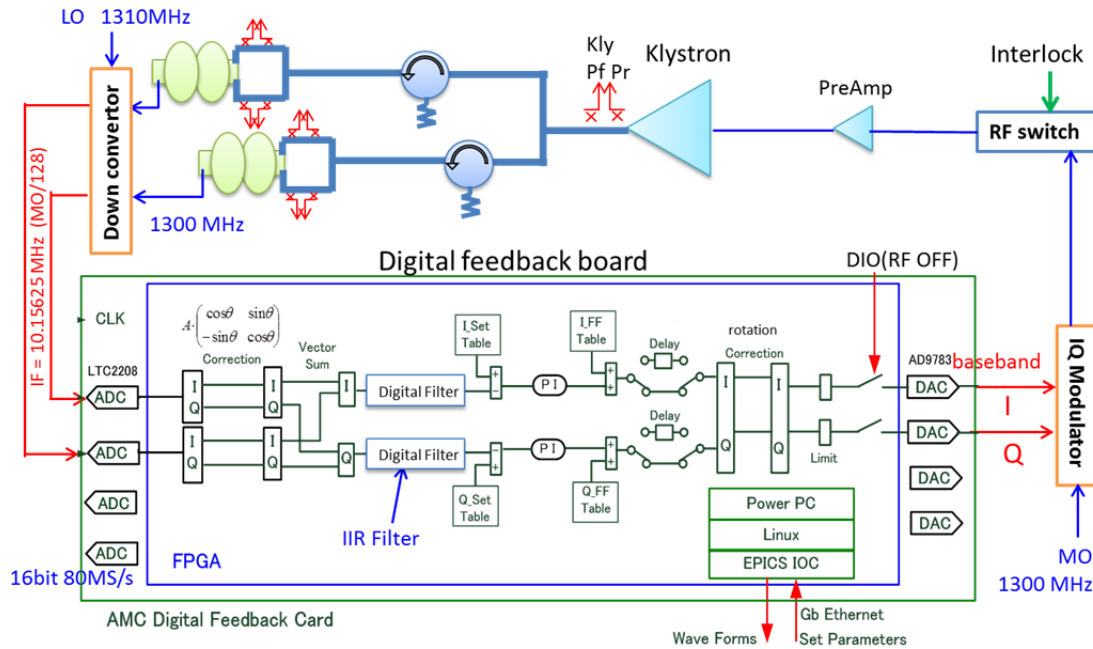 LO 1310MHz
Kly
Pf Pr
Klystron
PreAmp
Interlock
RF switch
Down convertor
1300 MHz
IF = 10.15625 MHz (MO/128)
Digital feedback board
DIO(RF OFF)
CLK
A·(cosθ sinθ
−sinθ cosθ)
Correction
Vector
Sum
I_Set
Table
I_FF
Table
Delay
rotation
Correction
LTC2208
AD9783
baseband
ADC
I
Q
I
Q
I
Digital Filter
+
−
P I
+
+
I
I
DAC
I
IQ Modulator
ADC
I
Q
I
Q
Q
Digital Filter
−
+
P I
+
+
Delay
Q
Q
Limit
DAC
Q
Q_Set
Table
Q_FF
Table
ADC
DAC
IIR Filter
Power PC
Linux
EPICS IOC
ADC
DAC
FPGA
16bit 80MS/s
MO
1300 MHz
AMC Digital Feedback Card
Gb Ethernet
Wave Forms
Set Parameters